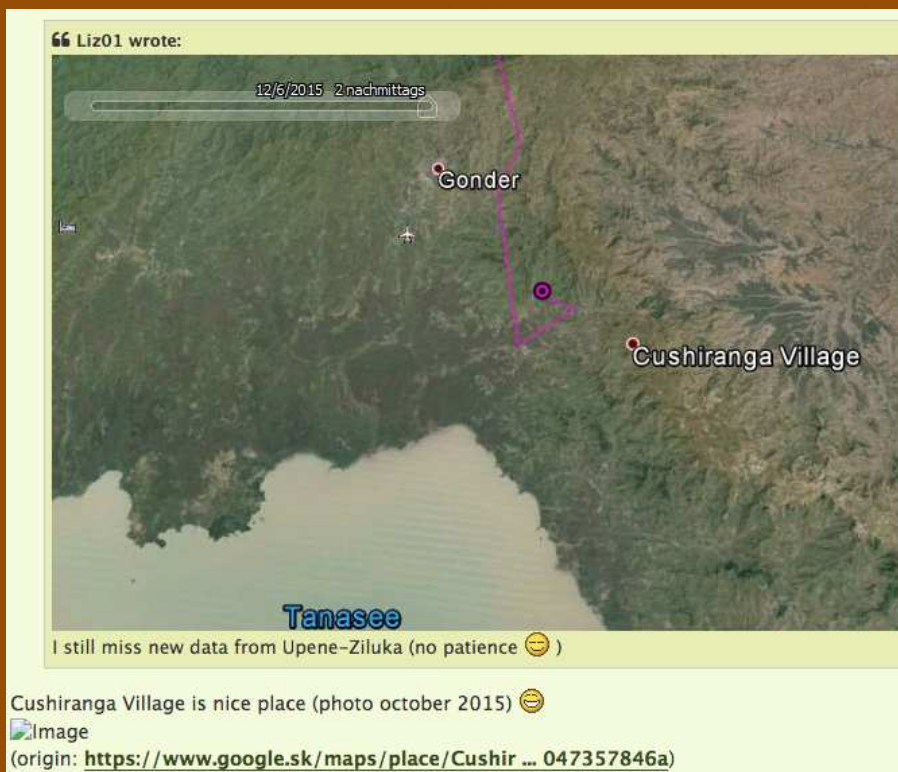 Liz01 wrote:
12/6/2015 2 nachmittags
Gonder
Cushiranga Village
Tanasee
I still miss new data from Upene-Ziluka (no patience 😊 )
Cushiranga Village is nice place (photo october 2015) 😁
Image
(origin: https://www.google.sk/maps/place/Cushir ... 047357846a)